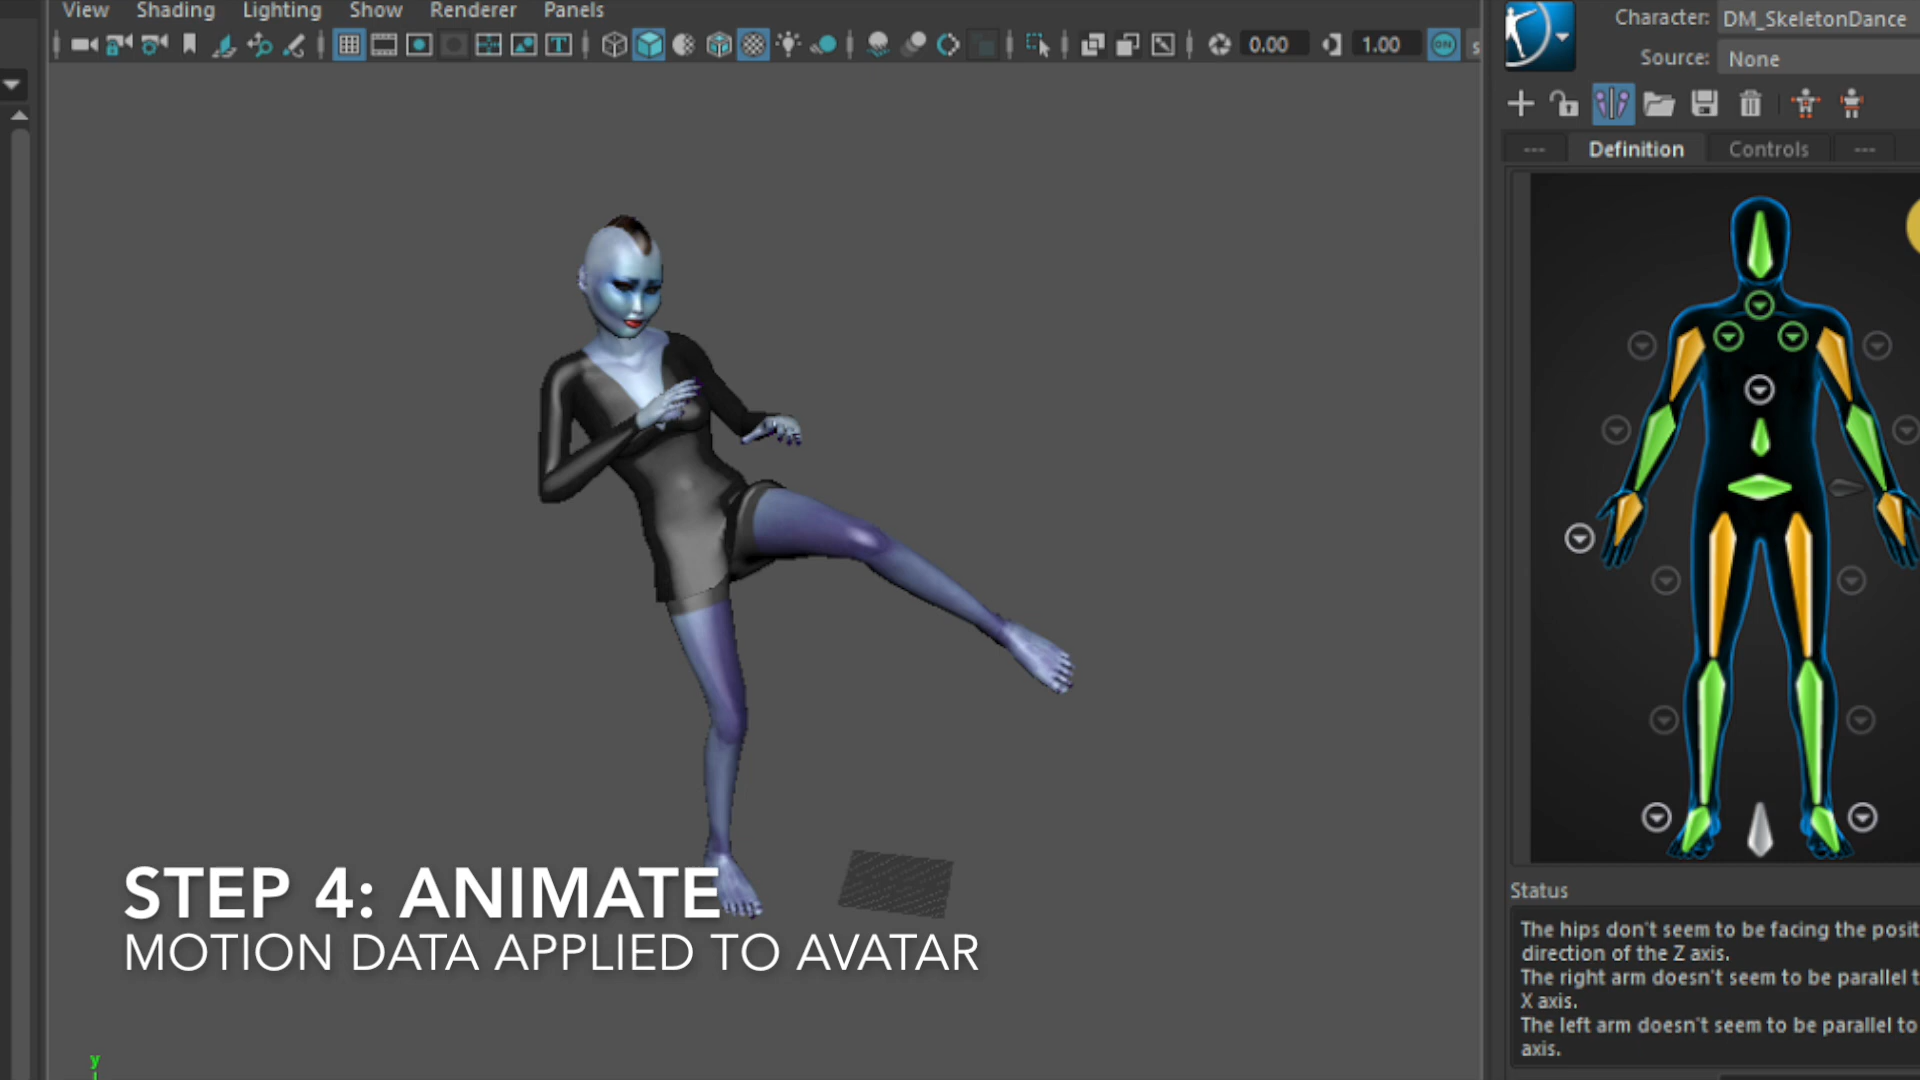 View Shading Lighting Show Renderer Panels
0.00 1.00 ON
Character: DM_SkeletonDance
Source: None
--- Definition Controls ---
STEP 4: ANIMATE
MOTION DATA APPLIED TO AVATAR
Status
The hips don't seem to be facing the posit
direction of the Z axis.
The right arm doesn't seem to be parallel t
X axis.
The left arm doesn't seem to be parallel to
axis.
y